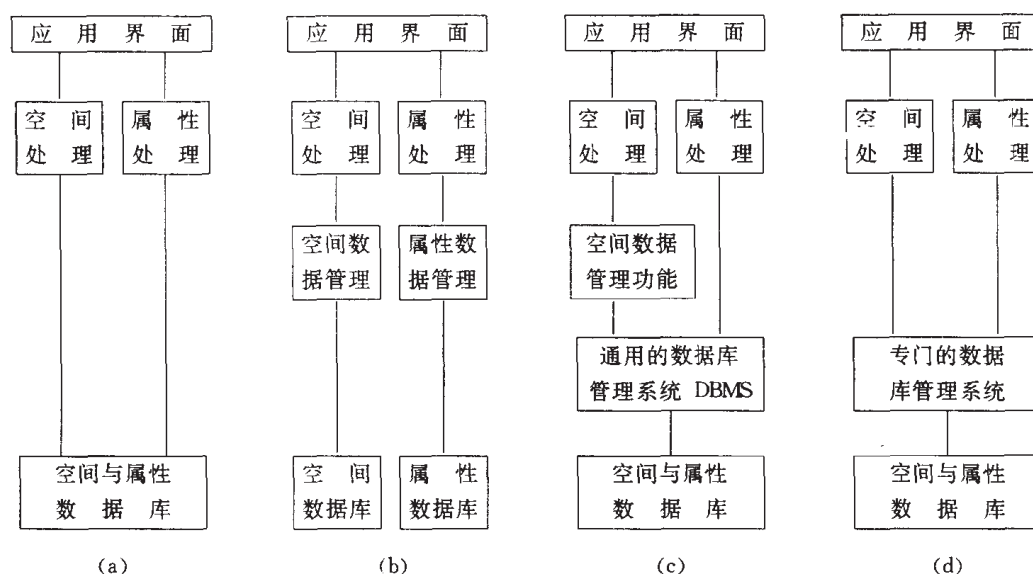 应用界面
空间处理
属性处理
空间与属性
数据库
(a)
应用界面
空间处理
属性处理
空间数据管理
属性数据管理
空间数据库
属性数据库
(b)
应用界面
空间处理
属性处理
空间数据
管理功能
通用的数据库
管理系统 DBMS
空间与属性
数据库
(c)
应用界面
空间处理
属性处理
专门的数据
库管理系统
空间与属性
数据库
(d)